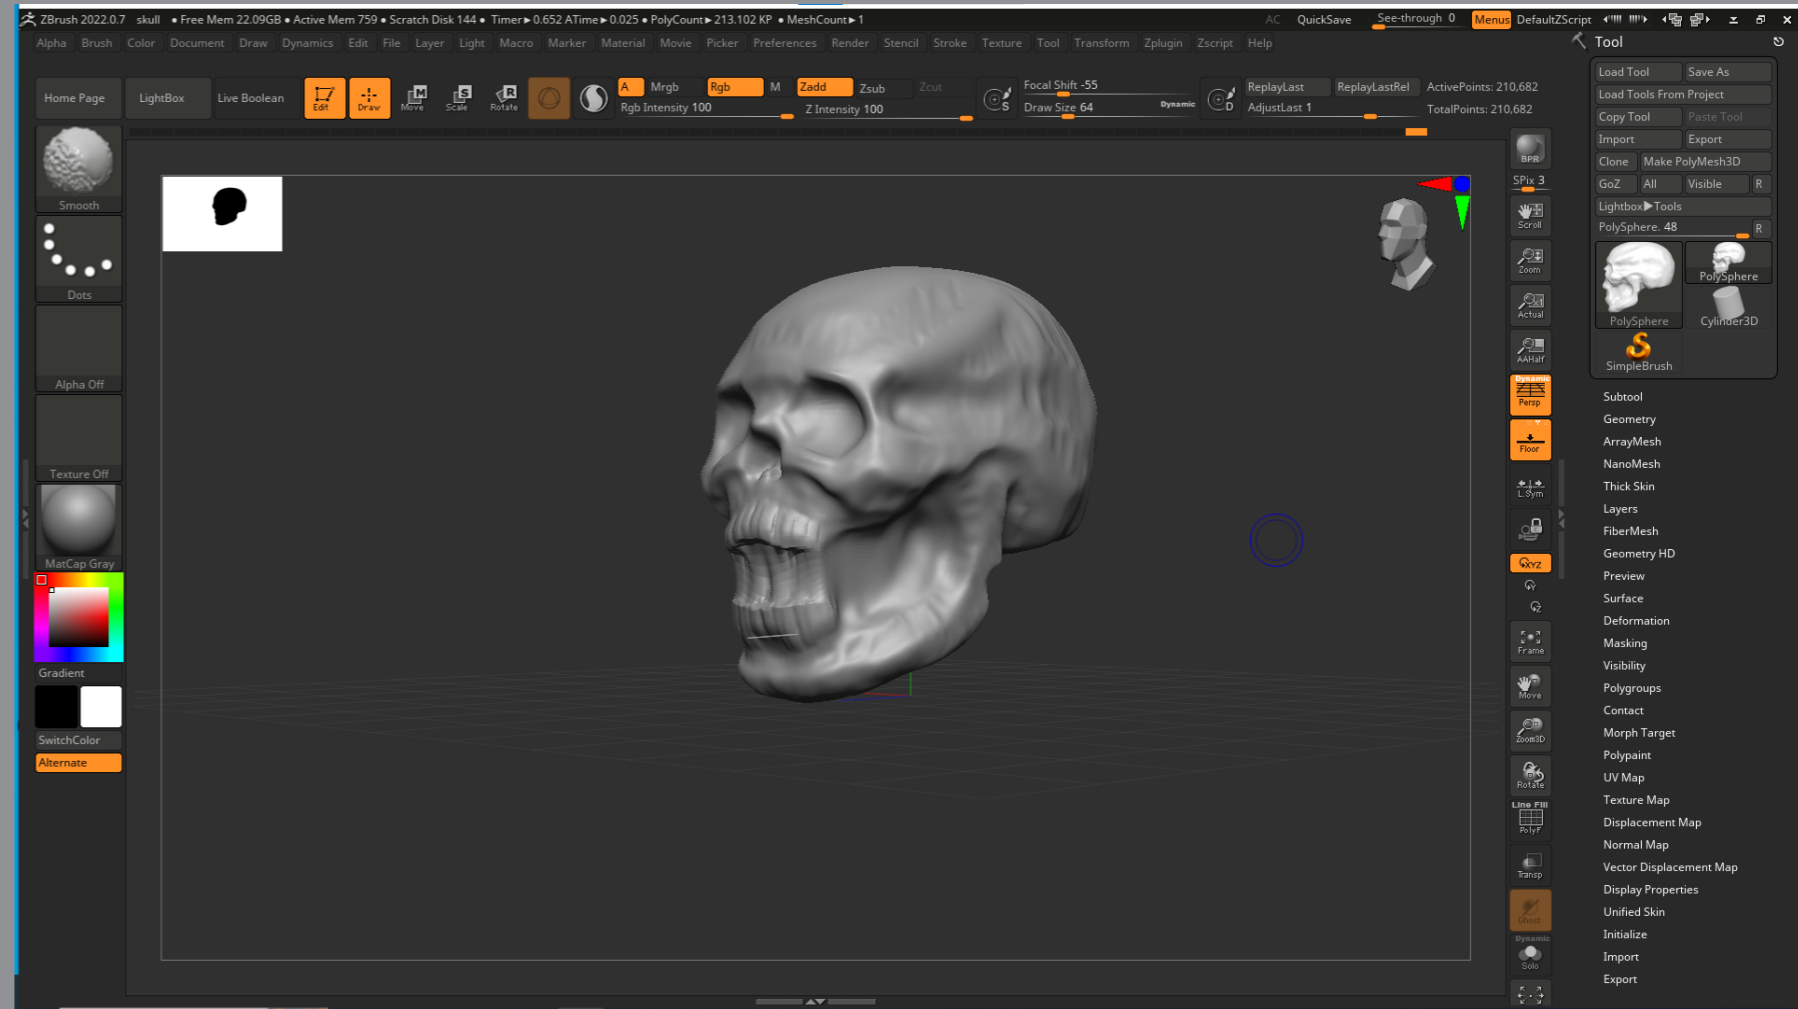 ZBrush 2022.0.7 skull ● Free Mem 22.09GB ● Active Mem 759 ● Scratch Disk 144 ● Timer▶0.652 ATime▶0.025 ● PolyCount▶213.102 KP ● MeshCount▶1
AC QuickSave See-through 0 Menus DefaultZScript
Alpha Brush Color Document Draw Dynamics Edit File Layer Light Macro Marker Material Movie Picker Preferences Render Stencil Stroke Texture Tool Transform Zplugin Zscript Help
Home Page LightBox Live Boolean
Edit Draw Move Scale Rotate
A Mrgb Rgb M Zadd Zsub Zcut
Rgb Intensity 100 Z Intensity 100
Focal Shift -55
Draw Size 64 Dynamic
ReplayLast ReplayLastRel ActivePoints: 210,682
AdjustLast 1 TotalPoints: 210,682
Smooth
Dots
Alpha Off
Texture Off
MatCap Gray
Gradient
SwitchColor
Alternate
BPR
SPix 3
Scroll
Zoom
Actual
AAHalf
Dynamic
Persp
Floor
L.Sym
XYZ
Y
Z
Frame
Move
Zoom3D
Rotate
Line Fill
PolyF
Transp
Ghost
Dynamic
Solo
Tool
Load Tool Save As
Load Tools From Project
Copy Tool Paste Tool
Import Export
Clone Make PolyMesh3D
GoZ All Visible R
Lightbox▶Tools
PolySphere. 48 R
PolySphere
PolySphere Cylinder3D
SimpleBrush
Subtool
Geometry
ArrayMesh
NanoMesh
Thick Skin
Layers
FiberMesh
Geometry HD
Preview
Surface
Deformation
Masking
Visibility
Polygroups
Contact
Morph Target
Polypaint
UV Map
Texture Map
Displacement Map
Normal Map
Vector Displacement Map
Display Properties
Unified Skin
Initialize
Import
Export